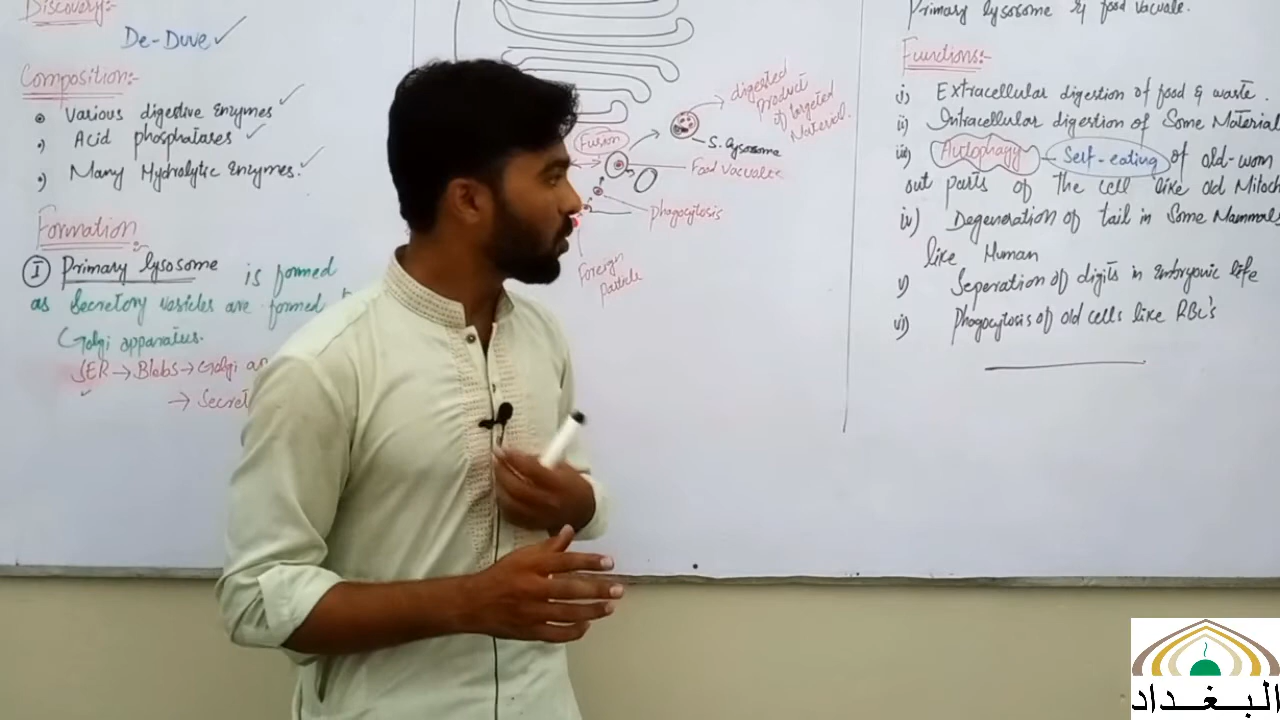 Discovery:-
De-Duve
Composition:-
Various digestive Enzymes
Acid phosphatases
Many Hydrolytic Enzymes.
Formation:-
I Primary lysosome is formed
as Secretory vesicles are formed
Golgi apparatus.
SER → Blobs → Golgi
→ Secret
Fusion
digested
Product
of targeted
Material.
S. lysosome
Food vacuole
phagocytosis
Foreign
Particle
Primary lysosome & food vacuole.
Functions:-
i) Extracellular digestion of food & waste.
ii) Intracellular digestion of Some Material
iii) Autophagy – Self-eating of old-worn
out parts of the cell like old Mitoch
iv) Degeneration of tail in Some Mammals
like Human
v) Seperation of digits in Embryonic life
vi) Phagocytosis of old cells like RBC's
البغداد